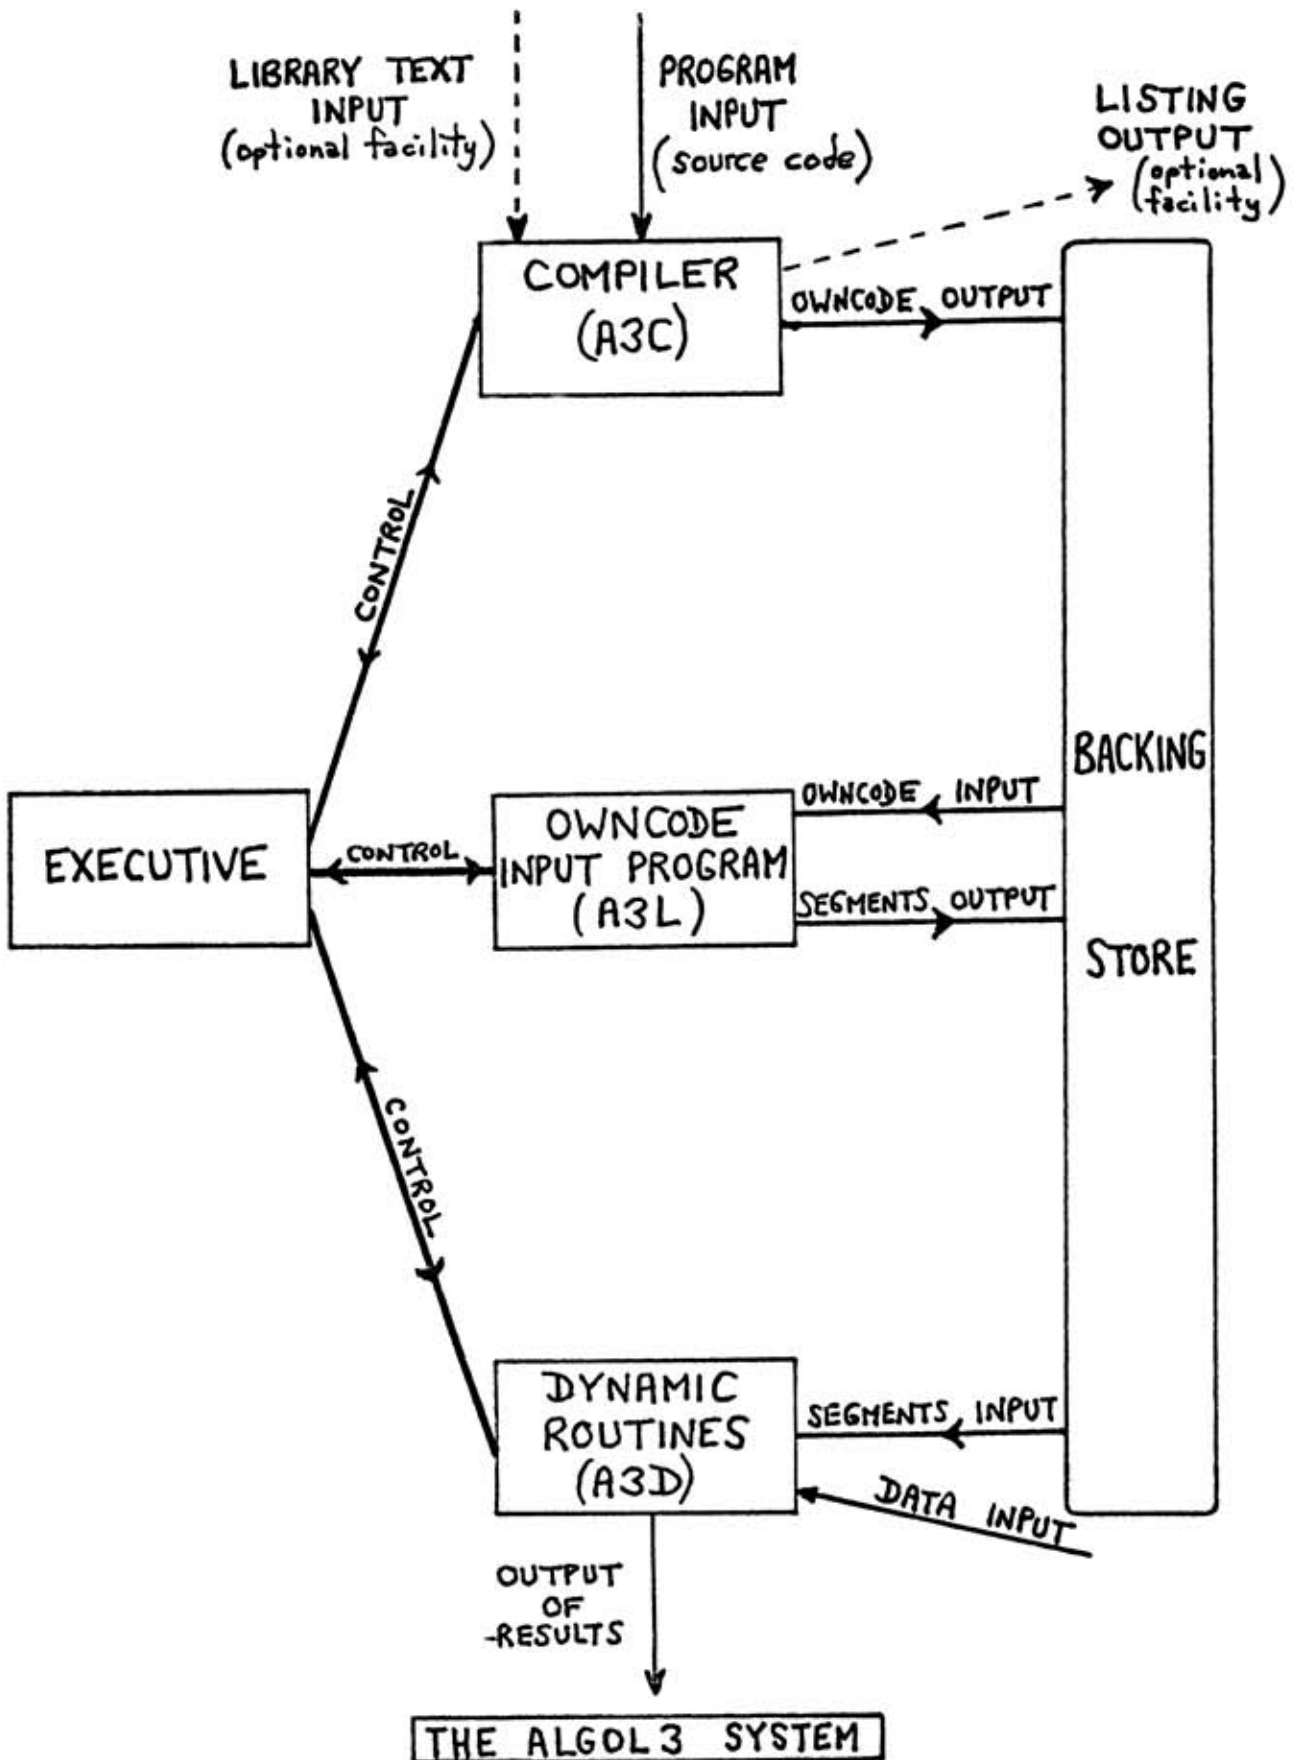 LIBRARY TEXT
INPUT
(optional facility)
PROGRAM
INPUT
(source code)
LISTING
OUTPUT
(optional
facility)
COMPILER
(A3C)
OWNCODE OUTPUT
CONTROL
BACKING
STORE
EXECUTIVE
CONTROL
OWNCODE
INPUT PROGRAM
(A3L)
OWNCODE INPUT
SEGMENTS OUTPUT
CONTROL
DYNAMIC
ROUTINES
(A3D)
SEGMENTS INPUT
DATA INPUT
OUTPUT
OF
-RESULTS
THE ALGOL3 SYSTEM